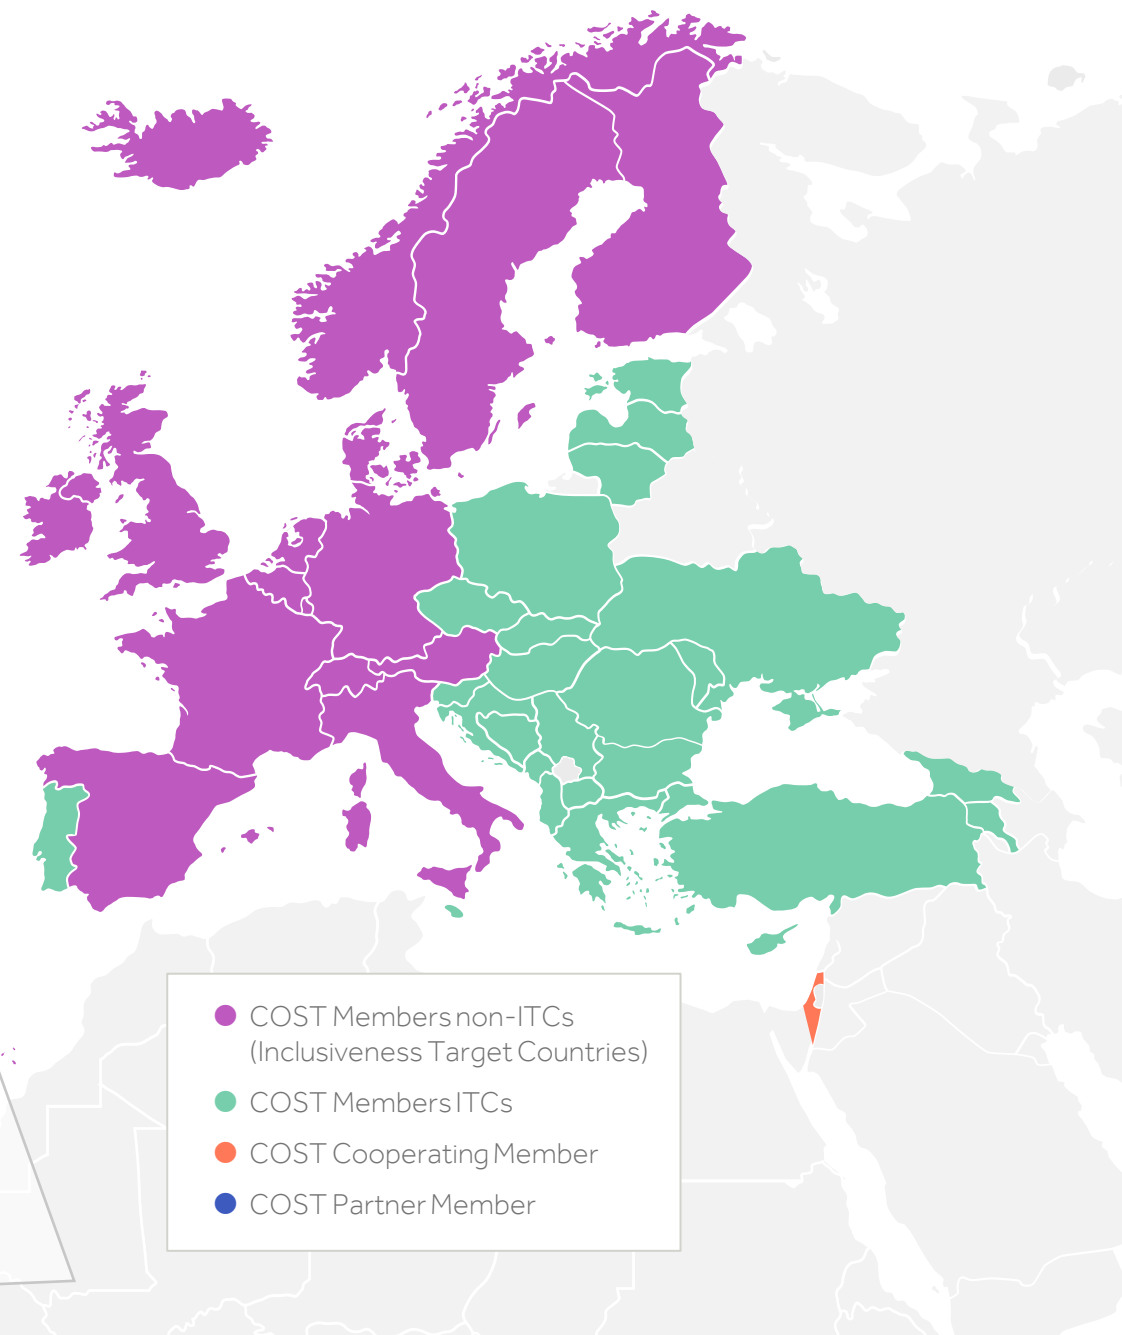 COST Members non-ITCs
(Inclusiveness Target Countries)
COST Members ITCs
COST Cooperating Member
COST Partner Member